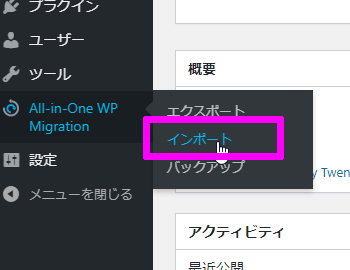 プラグイン
ユーザー
ツール
All-in-One WP
Migration
設定
メニューを閉じる
エクスポート
インポート
バックアップ
概要
y Twen
アクティビティ
最近公開